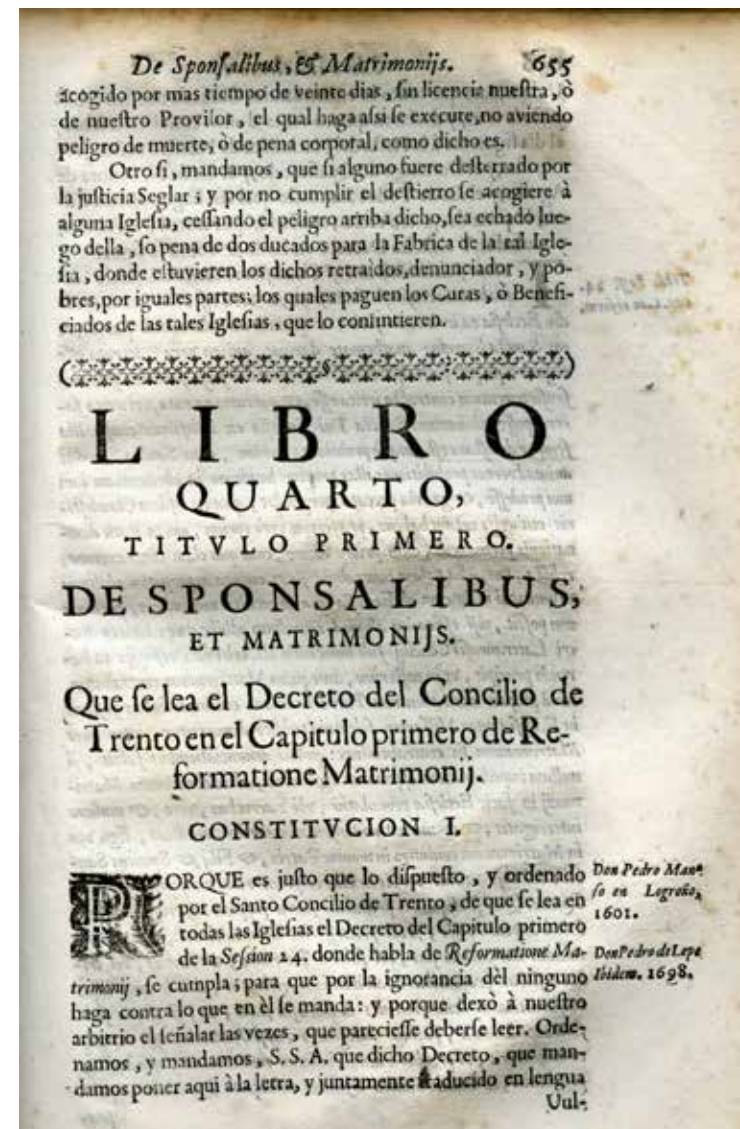 De Sponſalibus, & Matrimonijs. 655
acogido por mas tiempo de veinte dias, ſin licencia nueſtra, ò
de nueſtro Proviſor, el qual haga aſsi ſe execute, no aviendo
peligro de muerte, ò de pena corporal, como dicho es.
Otro ſi, mandamos, que ſi alguno fuere deſterrado por
la juſticia Seglar; y por no cumplir el deſtierro ſe acogiere à
alguna Igleſia, ceſſando el peligro arriba dicho, ſea echado lue-
go della, ſo pena de dos ducados para la Fabrica de la tal Igle-
ſia, donde eſtuvieren los dichos retraìdos, denunciador, y po-
bres, por iguales partes; los quales paguen los Curas, ò Benefi-
ciados de las tales Igleſias, que lo conſintieren.
LIBRO
QUARTO,
TITVLO PRIMERO.
DE SPONSALIBUS,
ET MATRIMONIJS.
Que ſe lea el Decreto del Concilio de
Trento en el Capitulo primero de Re-
formatione Matrimonij.
CONSTITVCION I.
PORQUE es juſto que lo diſpueſto, y ordenado
por el Santo Concilio de Trento, de que ſe lea en
todas las Igleſias el Decreto del Capitulo primero
de la Seſsion 24. donde habla de Reformatione Ma-
trimonij, ſe cumpla; para que por la ignorancia dèl ninguno
haga contra lo que en èl ſe manda: y porque dexò à nueſtro
arbitrio el ſeñalar las vezes, que parecieſſe deberſe leer. Orde-
namos, y mandamos, S. S. A. que dicho Decreto, que man-
damos poner aqui à la letra, y juntamente traducido en lengua
Uul-
Don Pedro Man-
ſo en Logroño,
1601.
Don Pedro de Lepe
Ibidem. 1698.